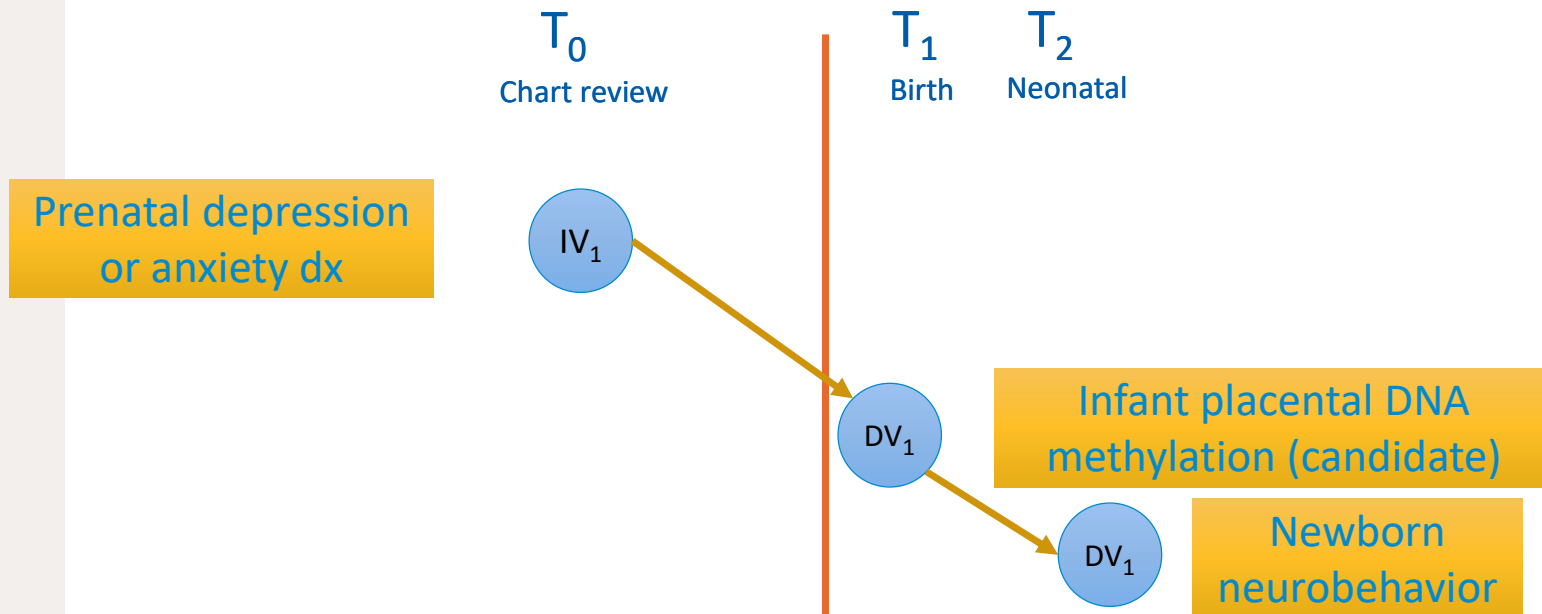 T₀
Chart review
T₁
Birth
T₂
Neonatal
Prenatal depression
or anxiety dx
IV₁
DV₁
Infant placental DNA
methylation (candidate)
DV₁
Newborn
neurobehavior